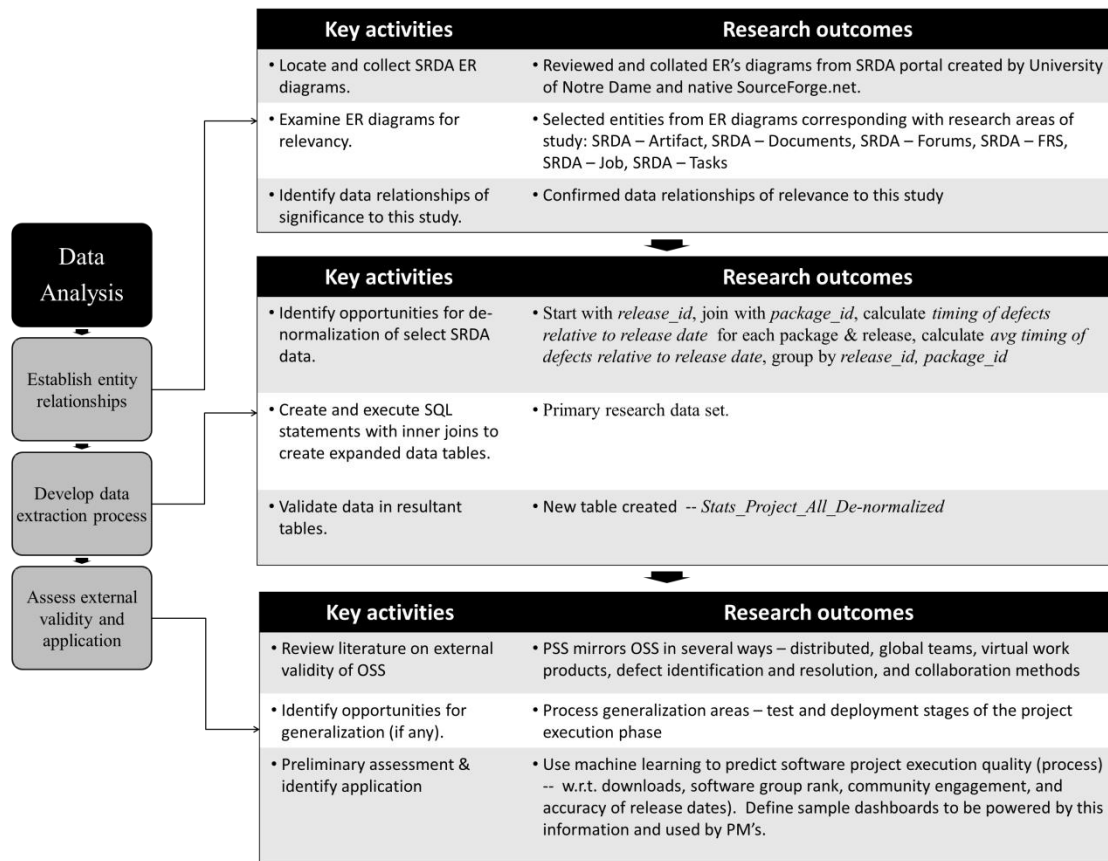 Data
Analysis
Establish entity
relationships
Develop data
extraction process
Assess external
validity and
application
Key activities
Research outcomes
• Locate and collect SRDA ER
diagrams.
• Reviewed and collated ER's diagrams from SRDA portal created by University
of Notre Dame and native SourceForge.net.
• Examine ER diagrams for
relevancy.
• Selected entities from ER diagrams corresponding with research areas of
study: SRDA – Artifact, SRDA – Documents, SRDA – Forums, SRDA – FRS,
SRDA – Job, SRDA – Tasks
• Identify data relationships of
significance to this study.
• Confirmed data relationships of relevance to this study
Key activities
Research outcomes
• Identify opportunities for de-
normalization of select SRDA
data.
• Start with release_id, join with package_id, calculate timing of defects
relative to release date for each package & release, calculate avg timing of
defects relative to release date, group by release_id, package_id
• Create and execute SQL
statements with inner joins to
create expanded data tables.
• Primary research data set.
• Validate data in resultant
tables.
• New table created -- Stats_Project_All_De-normalized
Key activities
Research outcomes
• Review literature on external
validity of OSS
• PSS mirrors OSS in several ways – distributed, global teams, virtual work
products, defect identification and resolution, and collaboration methods
• Identify opportunities for
generalization (if any).
• Process generalization areas – test and deployment stages of the project
execution phase
• Preliminary assessment &
identify application
• Use machine learning to predict software project execution quality (process)
-- w.r.t. downloads, software group rank, community engagement, and
accuracy of release dates). Define sample dashboards to be powered by this
information and used by PM's.